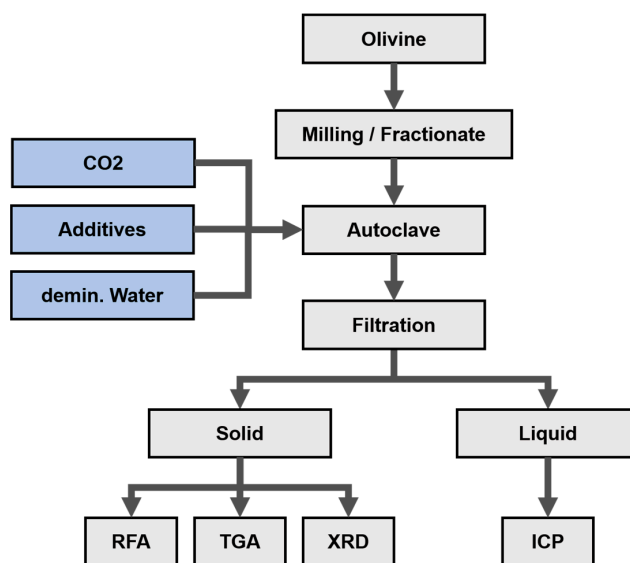 Olivine
Milling / Fractionate
CO2
Additives
Autoclave
demin. Water
Filtration
Solid
Liquid
RFA
TGA
XRD
ICP